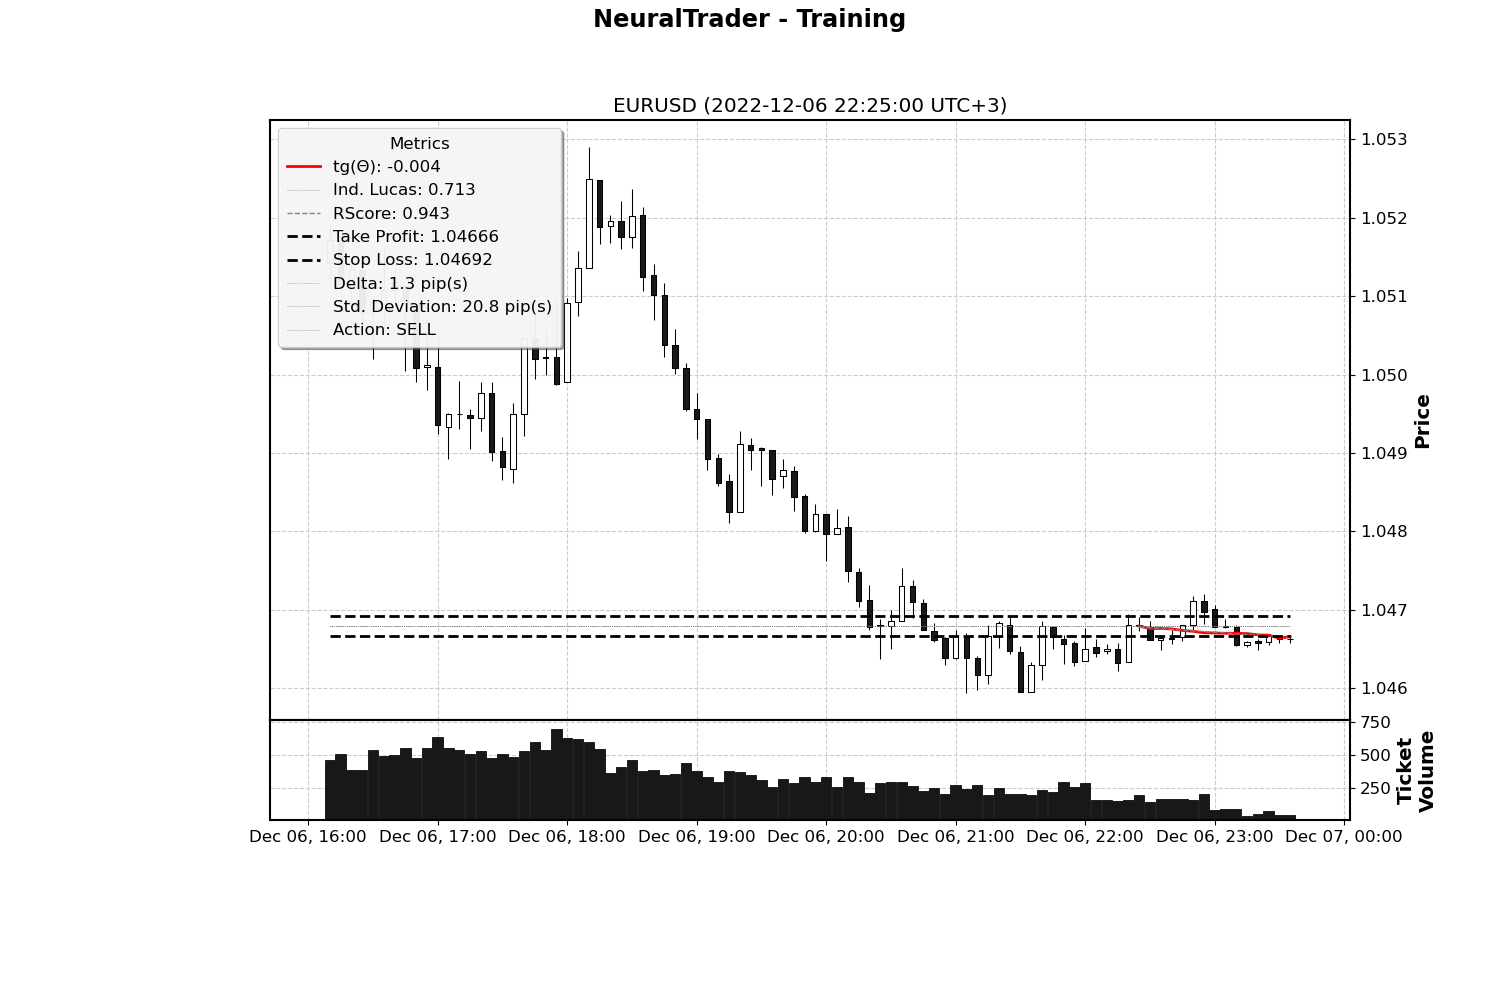 NeuralTrader - Training
EURUSD (2022-12-06 22:25:00 UTC+3)
Metrics
tg(Θ): -0.004
Ind. Lucas: 0.713
RScore: 0.943
Take Profit: 1.04666
Stop Loss: 1.04692
Delta: 1.3 pip(s)
Std. Deviation: 20.8 pip(s)
Action: SELL
1.053
1.052
1.051
1.050
1.049
1.048
1.047
1.046
Price
750
500
250
Ticket
Volume
Dec 06, 16:00
Dec 06, 17:00
Dec 06, 18:00
Dec 06, 19:00
Dec 06, 20:00
Dec 06, 21:00
Dec 06, 22:00
Dec 06, 23:00
Dec 07, 00:00